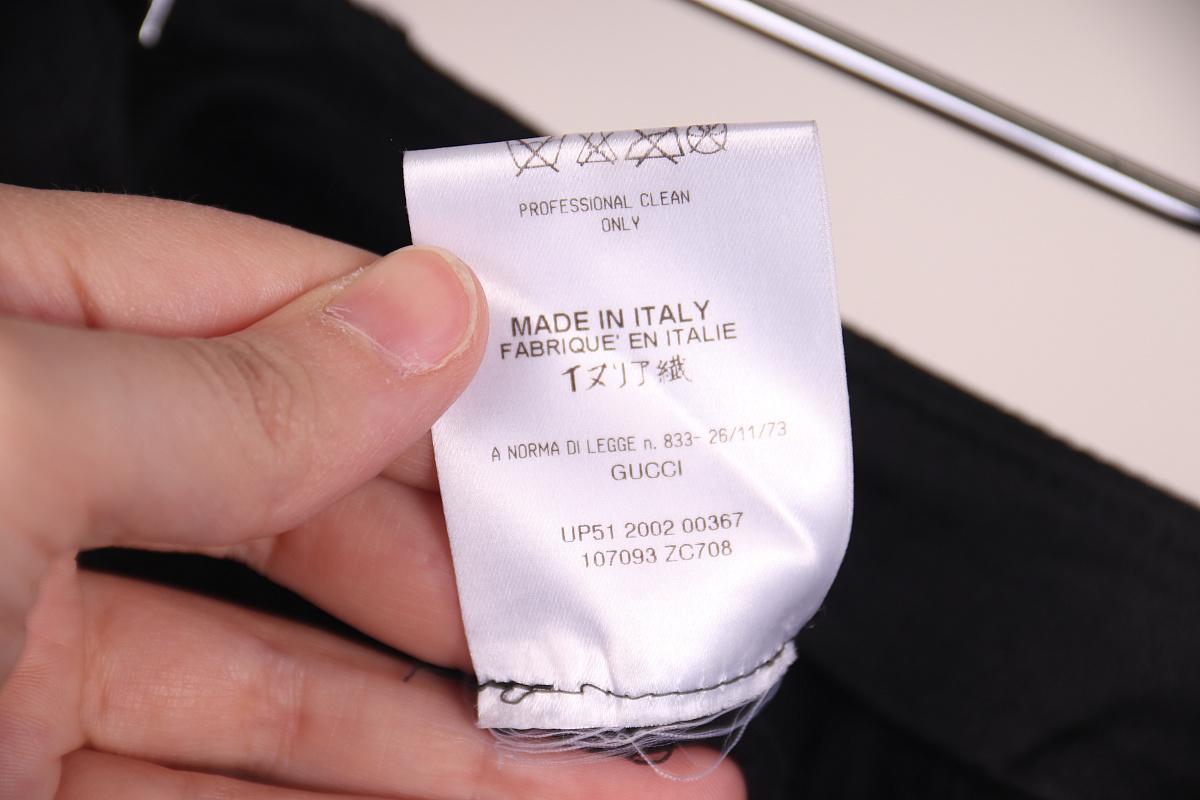 PROFESSIONAL CLEAN
ONLY
MADE IN ITALY
FABRIQUE' EN ITALIE
イヌリア織
A NORMA DI LEGGE n. 833- 26/11/73
GUCCI
UP51 2002 00367
107093 ZC708